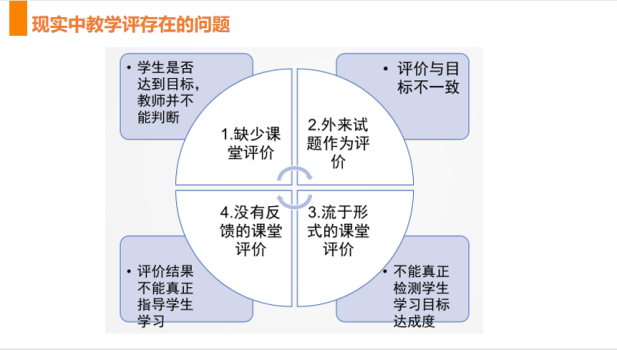 现实中教学评存在的问题
• 学生是否
达到目标，
教师并不
能判断
1.缺少课
堂评价
2.外来试
题作为评
价
• 评价与目
标不一致
4.没有反
馈的课堂
评价
3.流于形
式的课堂
评价
• 评价结果
不能真正
指导学生
学习
• 不能真正
检测学生
学习目标
达成度